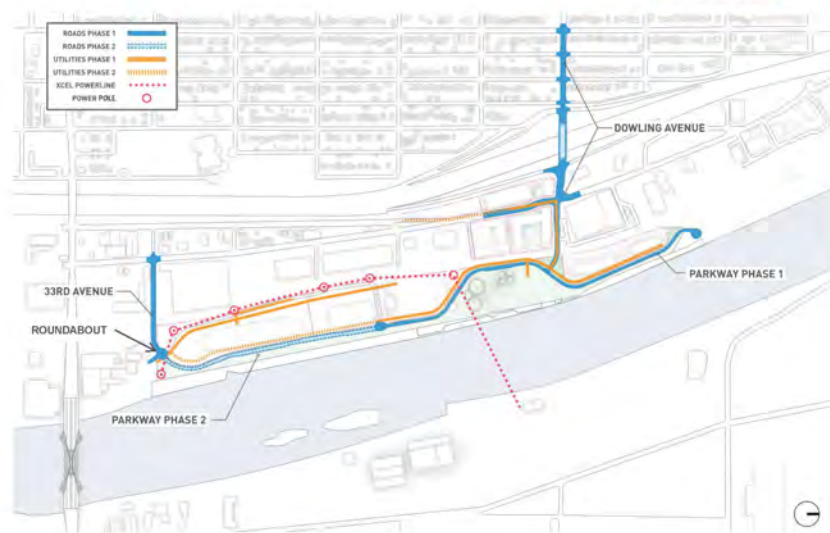 ROADS PHASE 1
ROADS PHASE 2
UTILITIES PHASE 1
UTILITIES PHASE 2
XCEL POWERLINE
POWER POLE
DOWLING AVENUE
PARKWAY PHASE 1
33RD AVENUE
ROUNDABOUT
PARKWAY PHASE 2